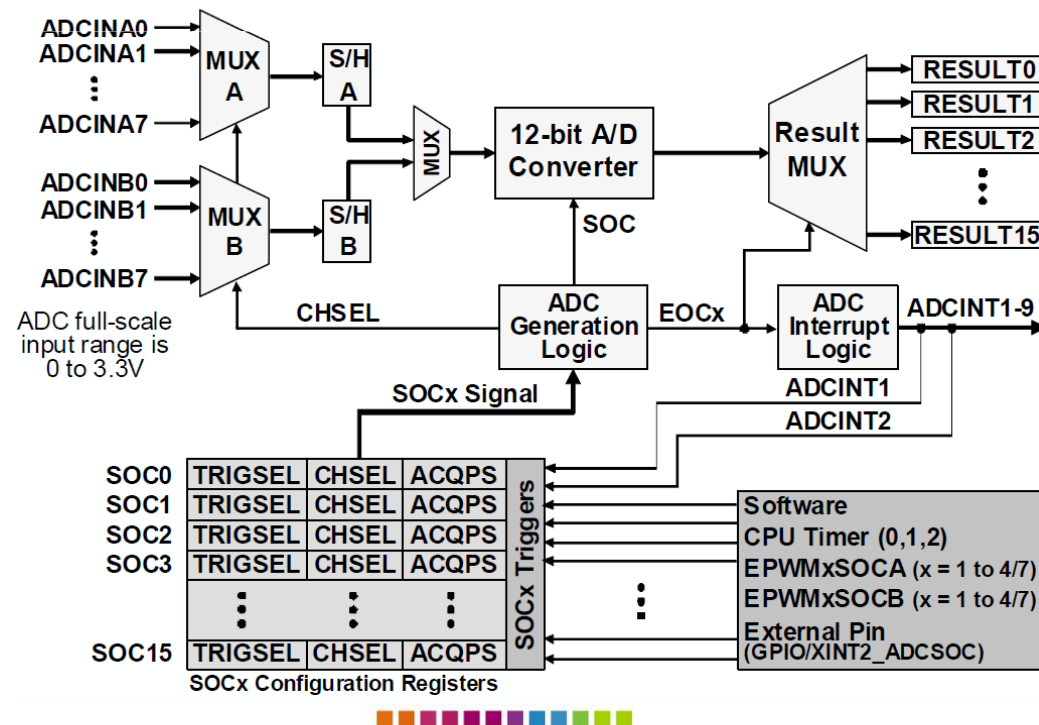 ADCINA0
ADCINA1
ADCINA7
MUX
A
S/H
A
ADCINB0
ADCINB1
ADCINB7
MUX
B
S/H
B
MUX
12-bit A/D
Converter
Result
MUX
RESULT0
RESULT1
RESULT2
RESULT15
SOC
ADC full-scale
input range is
0 to 3.3V
CHSEL
ADC
Generation
Logic
EOCx
ADC
Interrupt
Logic
ADCINT1-9
SOCx Signal
ADCINT1
ADCINT2
SOC0 TRIGSEL CHSEL ACQPS
SOC1 TRIGSEL CHSEL ACQPS
SOC2 TRIGSEL CHSEL ACQPS
SOC3 TRIGSEL CHSEL ACQPS
SOC15 TRIGSEL CHSEL ACQPS
SOCx Triggers
SOCx Configuration Registers
Software
CPU Timer (0,1,2)
EPWMxSOCA (x = 1 to 4/7)
EPWMxSOCB (x = 1 to 4/7)
External Pin
(GPIO/XINT2_ADCSOC)